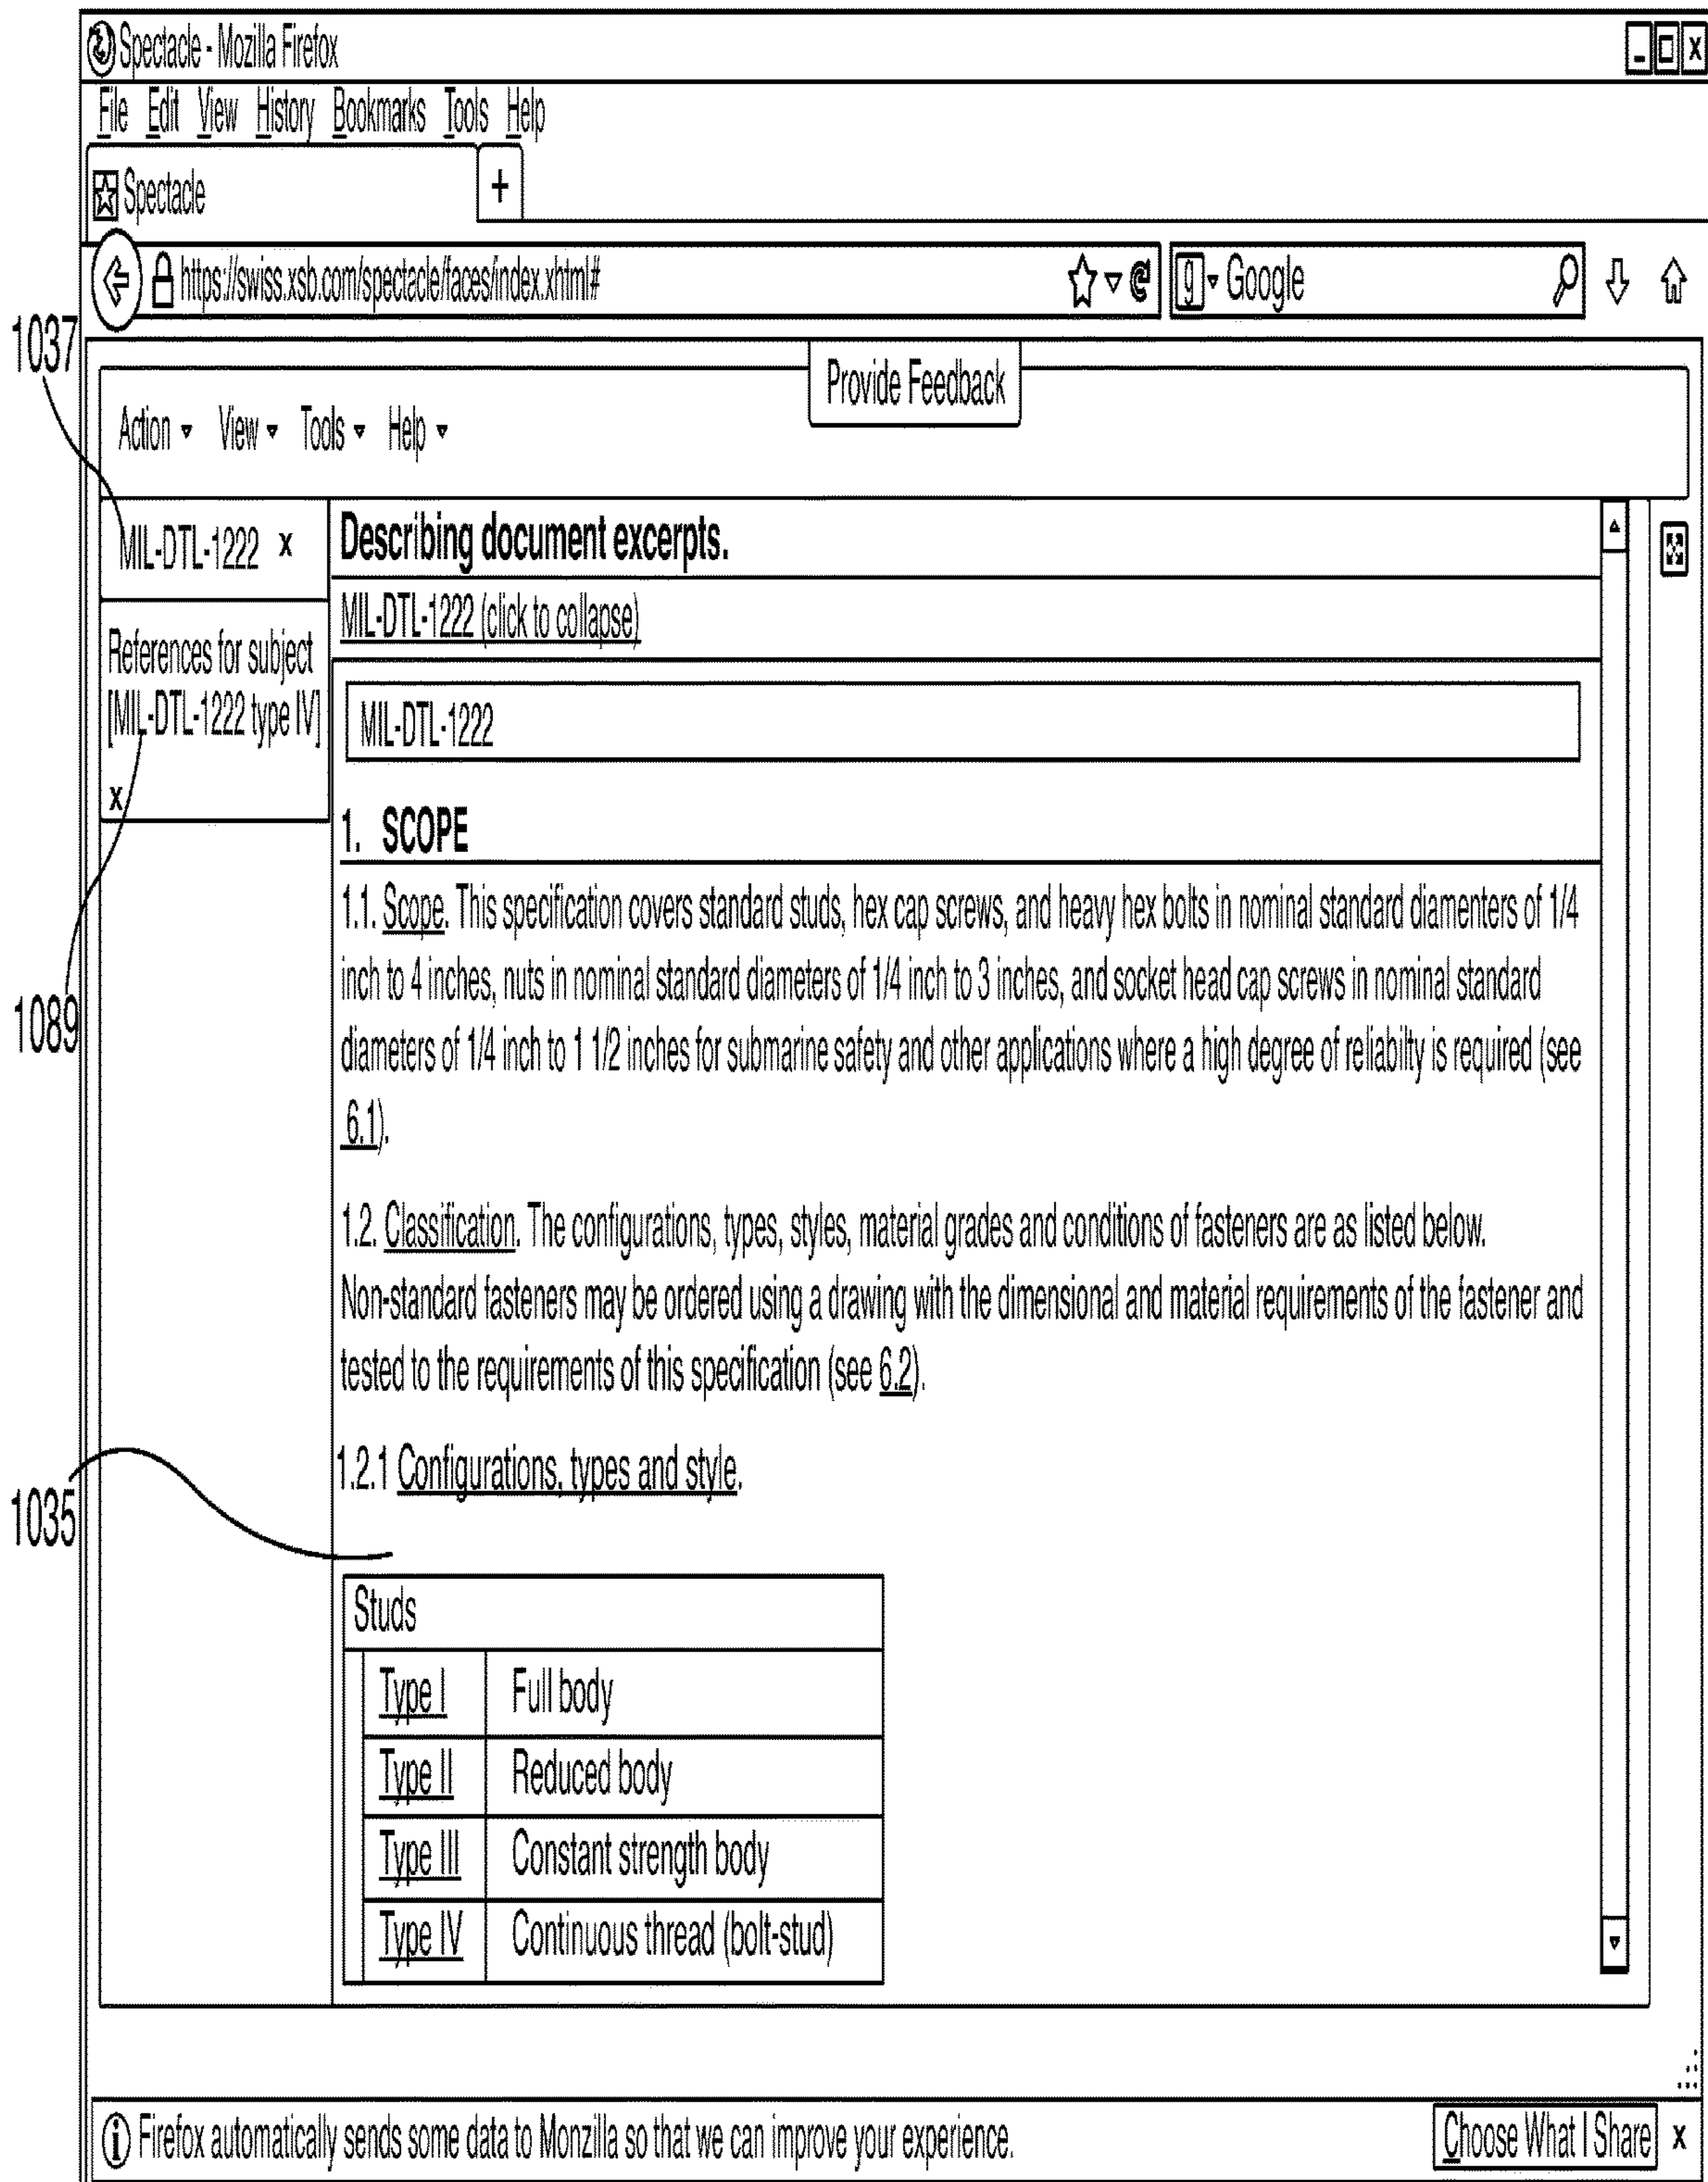 Spectacle - Mozilla Firefox
File Edit View History Bookmarks Tools Help
Spectacle +
https://swiss.xsb.com/spectacle/faces/index.xhtml#
g Google
1037
Provide Feedback
Action View Tools Help
MIL-DTL-1222 x
References for subject
[MIL-DTL-1222 type IV]
x
1089
1035
Describing document excerpts.
MIL-DTL-1222 (click to collapse)
MIL-DTL-1222
1. SCOPE
1.1. Scope. This specification covers standard studs, hex cap screws, and heavy hex bolts in nominal standard diamenters of 1/4
inch to 4 inches, nuts in nominal standard diameters of 1/4 inch to 3 inches, and socket head cap screws in nominal standard
diameters of 1/4 inch to 1 1/2 inches for submarine safety and other applications where a high degree of reliabilty is required (see
6.1).
1.2. Classification. The configurations, types, styles, material grades and conditions of fasteners are as listed below.
Non-standard fasteners may be ordered using a drawing with the dimensional and material requirements of the fastener and
tested to the requirements of this specification (see 6.2).
1.2.1 Configurations, types and style.
Studs
Type I Full body
Type II Reduced body
Type III Constant strength body
Type IV Continuous thread (bolt-stud)
Firefox automatically sends some data to Monzilla so that we can improve your experience.
Choose What I Share x